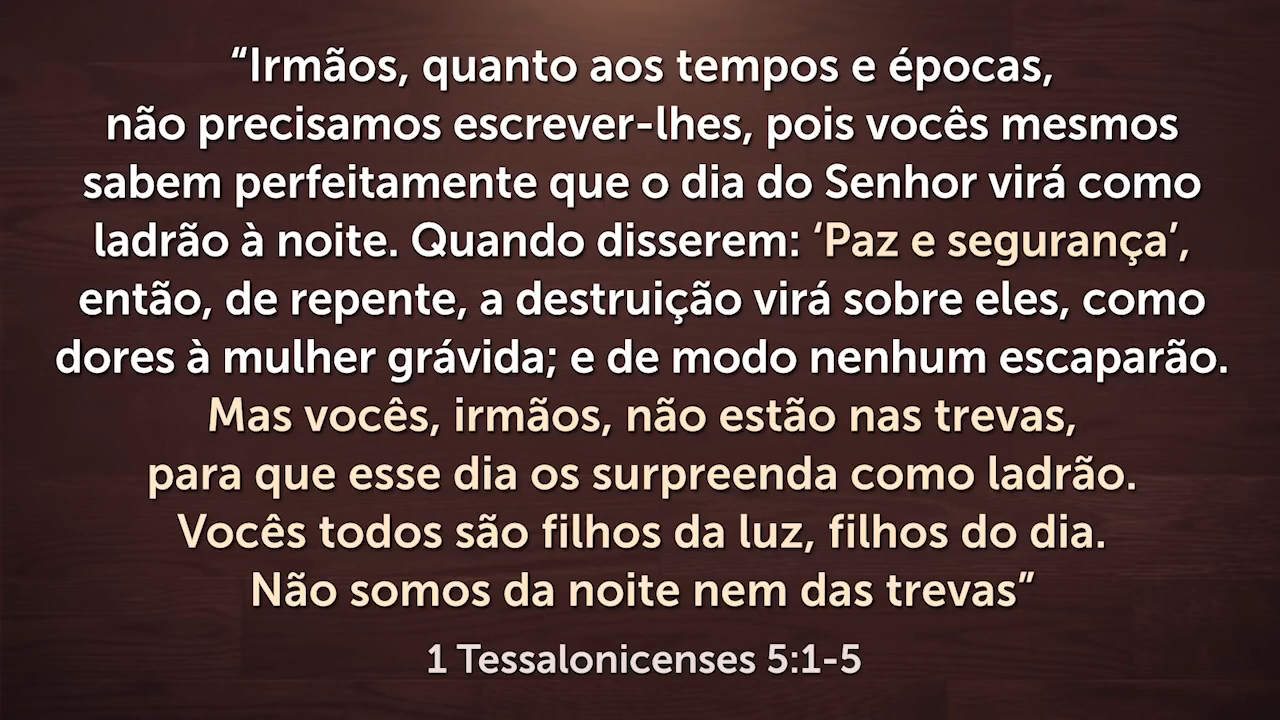 “Irmãos, quanto aos tempos e épocas,
não precisamos escrever-lhes, pois vocês mesmos
sabem perfeitamente que o dia do Senhor virá como
ladrão à noite. Quando disserem: ‘Paz e segurança’,
então, de repente, a destruição virá sobre eles, como
dores à mulher grávida; e de modo nenhum escaparão.
Mas vocês, irmãos, não estão nas trevas,
para que esse dia os surpreenda como ladrão.
Vocês todos são filhos da luz, filhos do dia.
Não somos da noite nem das trevas”
1 Tessalonicenses 5:1-5